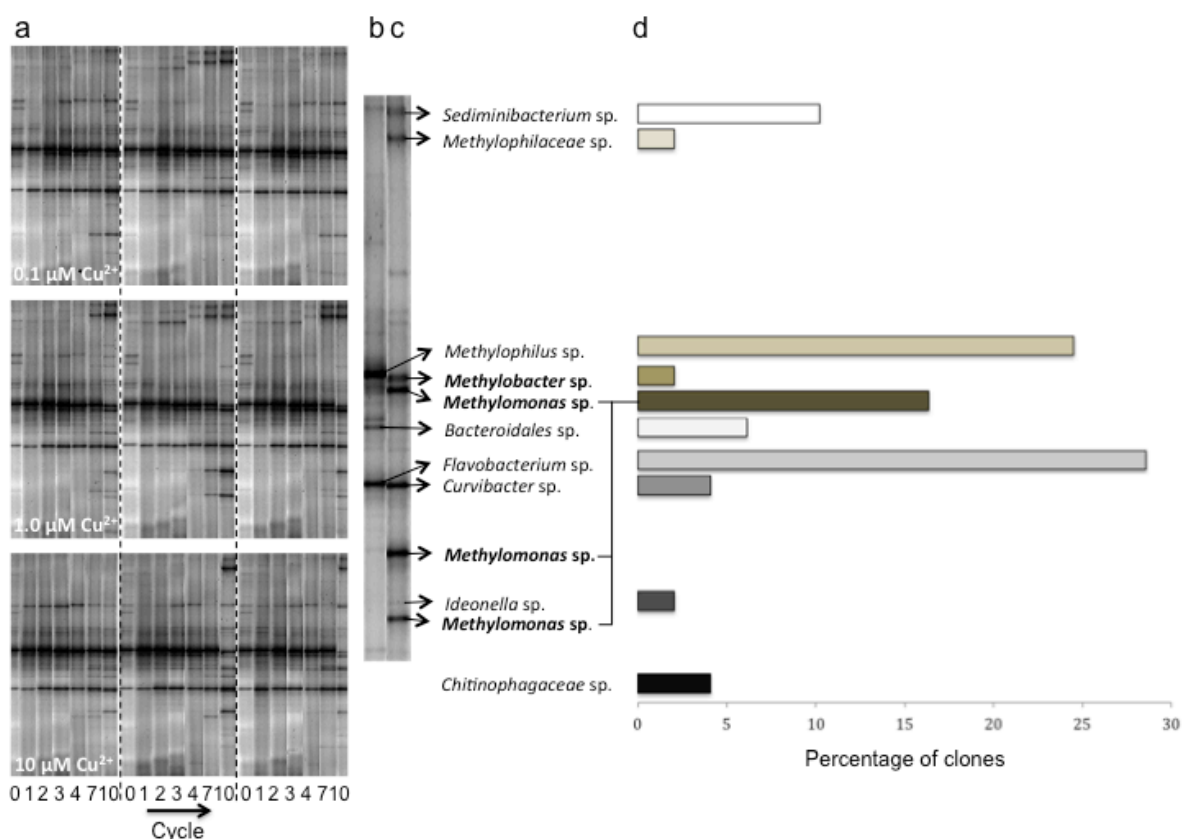 a
b c
d
0.1 µM Cu²⁺
1.0 µM Cu²⁺
10 µM Cu²⁺
0 1 2 3 4 7 10 0 1 2 3 4 7 10 0 1 2 3 4 7 10
Cycle
Sediminibacterium sp.
Methylophilaceae sp.
Methylophilus sp.
Methylobacter sp.
Methylomonas sp.
Bacteroidales sp.
Flavobacterium sp.
Curvibacter sp.
Methylomonas sp.
Ideonella sp.
Methylomonas sp.
Chitinophagaceae sp.
0 5 10 15 20 25 30
Percentage of clones